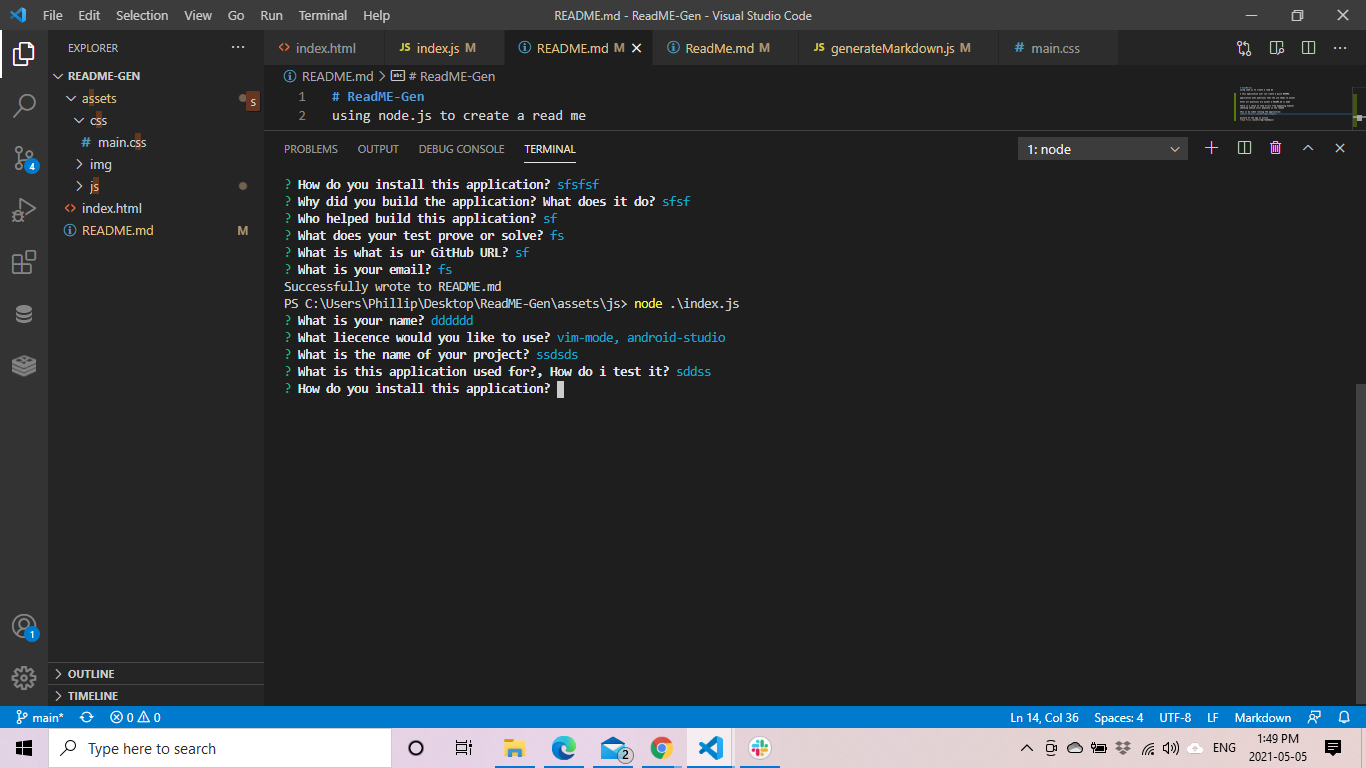 File Edit Selection View Go Run Terminal Help README.md - ReadME-Gen - Visual Studio Code
EXPLORER
index.html
JS index.js M
README.md M
ReadMe.md M
JS generateMarkdown.js M
# main.css
README-GEN
assets
s
css
# main.css
img
js
index.html
README.md M
README.md > abc # ReadME-Gen
1 # ReadME-Gen
2 using node.js to create a read me
PROBLEMS OUTPUT DEBUG CONSOLE TERMINAL 1: node
? How do you install this application? sfsfsf
? Why did you build the application? What does it do? sfsf
? Who helped build this application? sf
? What does your test prove or solve? fs
? What is what is ur GitHub URL? sf
? What is your email? fs
Successfully wrote to README.md
PS C:\Users\Phillip\Desktop\ReadME-Gen\assets\js> node .\index.js
? What is your name? dddddd
? What liecence would you like to use? vim-mode, android-studio
? What is the name of your project? ssdsds
? What is this application used for?, How do i test it? sddss
? How do you install this application?
4
1
OUTLINE
TIMELINE
main* 0 0 Ln 14, Col 36 Spaces: 4 UTF-8 LF Markdown
Type here to search
2
ENG
1:49 PM
2021-05-05